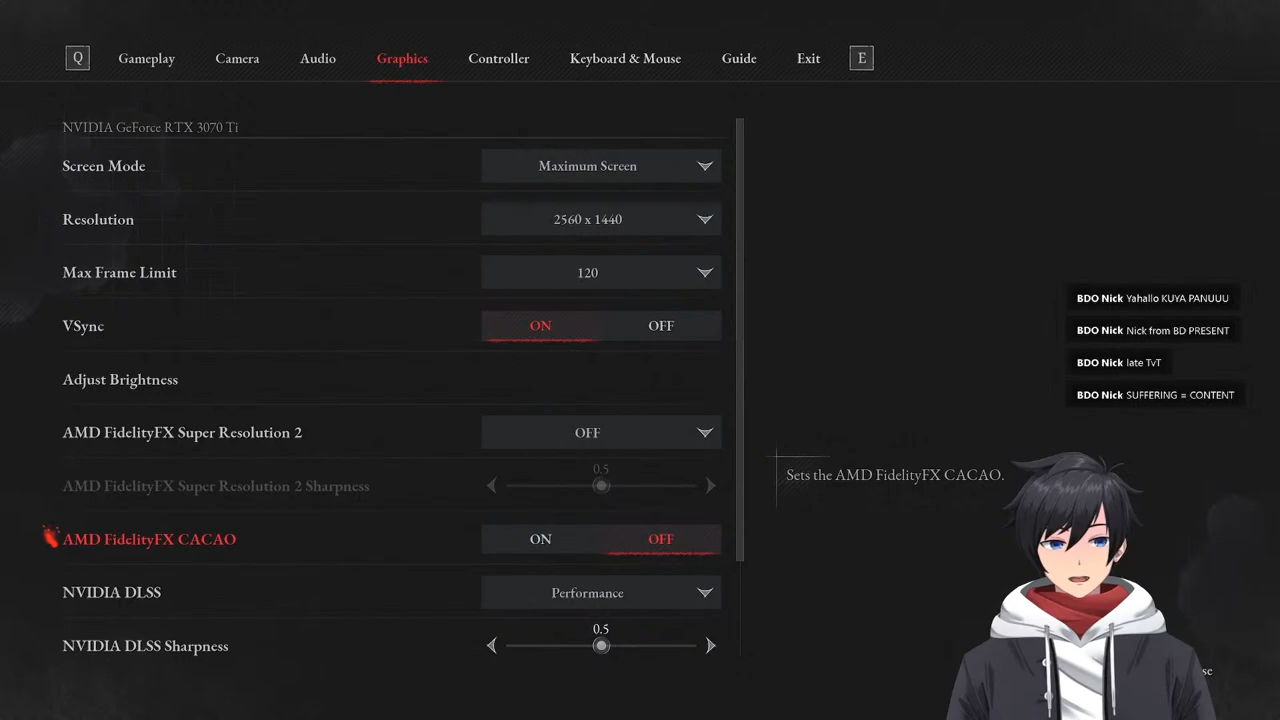 Q Gameplay Camera Audio Graphics Controller Keyboard & Mouse Guide Exit E
NVIDIA GeForce RTX 3070 Ti
Screen Mode Maximum Screen
Resolution 2560 x 1440
Max Frame Limit 120
VSync ON OFF
Adjust Brightness
AMD FidelityFX Super Resolution 2 OFF
0.5
AMD FidelityFX Super Resolution 2 Sharpness
AMD FidelityFX CACAO ON OFF
NVIDIA DLSS Performance
0.5
NVIDIA DLSS Sharpness
BDO Nick Yahallo KUYA PANUUU
BDO Nick Nick from BD PRESENT
BDO Nick late TvT
BDO Nick SUFFERING = CONTENT
Sets the AMD FidelityFX CACAO.